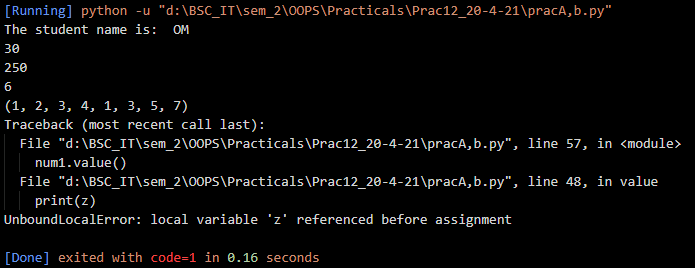 [Running] python -u "d:\BSC_IT\sem_2\OOPS\Practicals\Prac12_20-4-21\pracA,b.py"
The student name is:  OM
30
250
6
(1, 2, 3, 4, 1, 3, 5, 7)
Traceback (most recent call last):
  File "d:\BSC_IT\sem_2\OOPS\Practicals\Prac12_20-4-21\pracA,b.py", line 57, in <module>
    num1.value()
  File "d:\BSC_IT\sem_2\OOPS\Practicals\Prac12_20-4-21\pracA,b.py", line 48, in value
    print(z)
UnboundLocalError: local variable 'z' referenced before assignment

[Done] exited with code=1 in 0.16 seconds